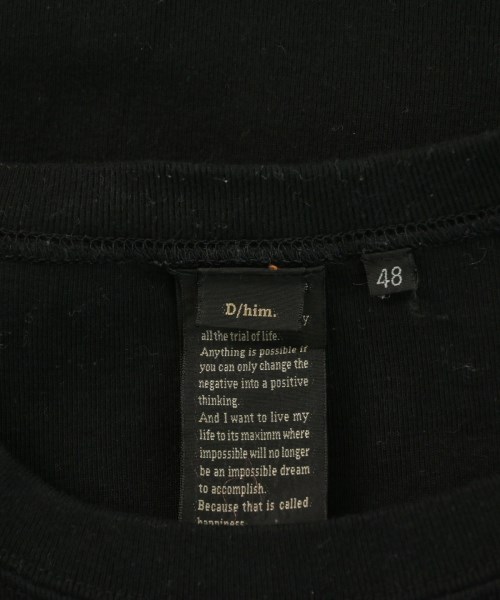 48
D/him.
y
all the trial of life.
Anything is possible if
you can only change the
negative into a positive
thinking.
And I want to live my
life to its maximm where
impossible will no longer
be an impossible dream
to accomplish.
Because that is called
happiness.